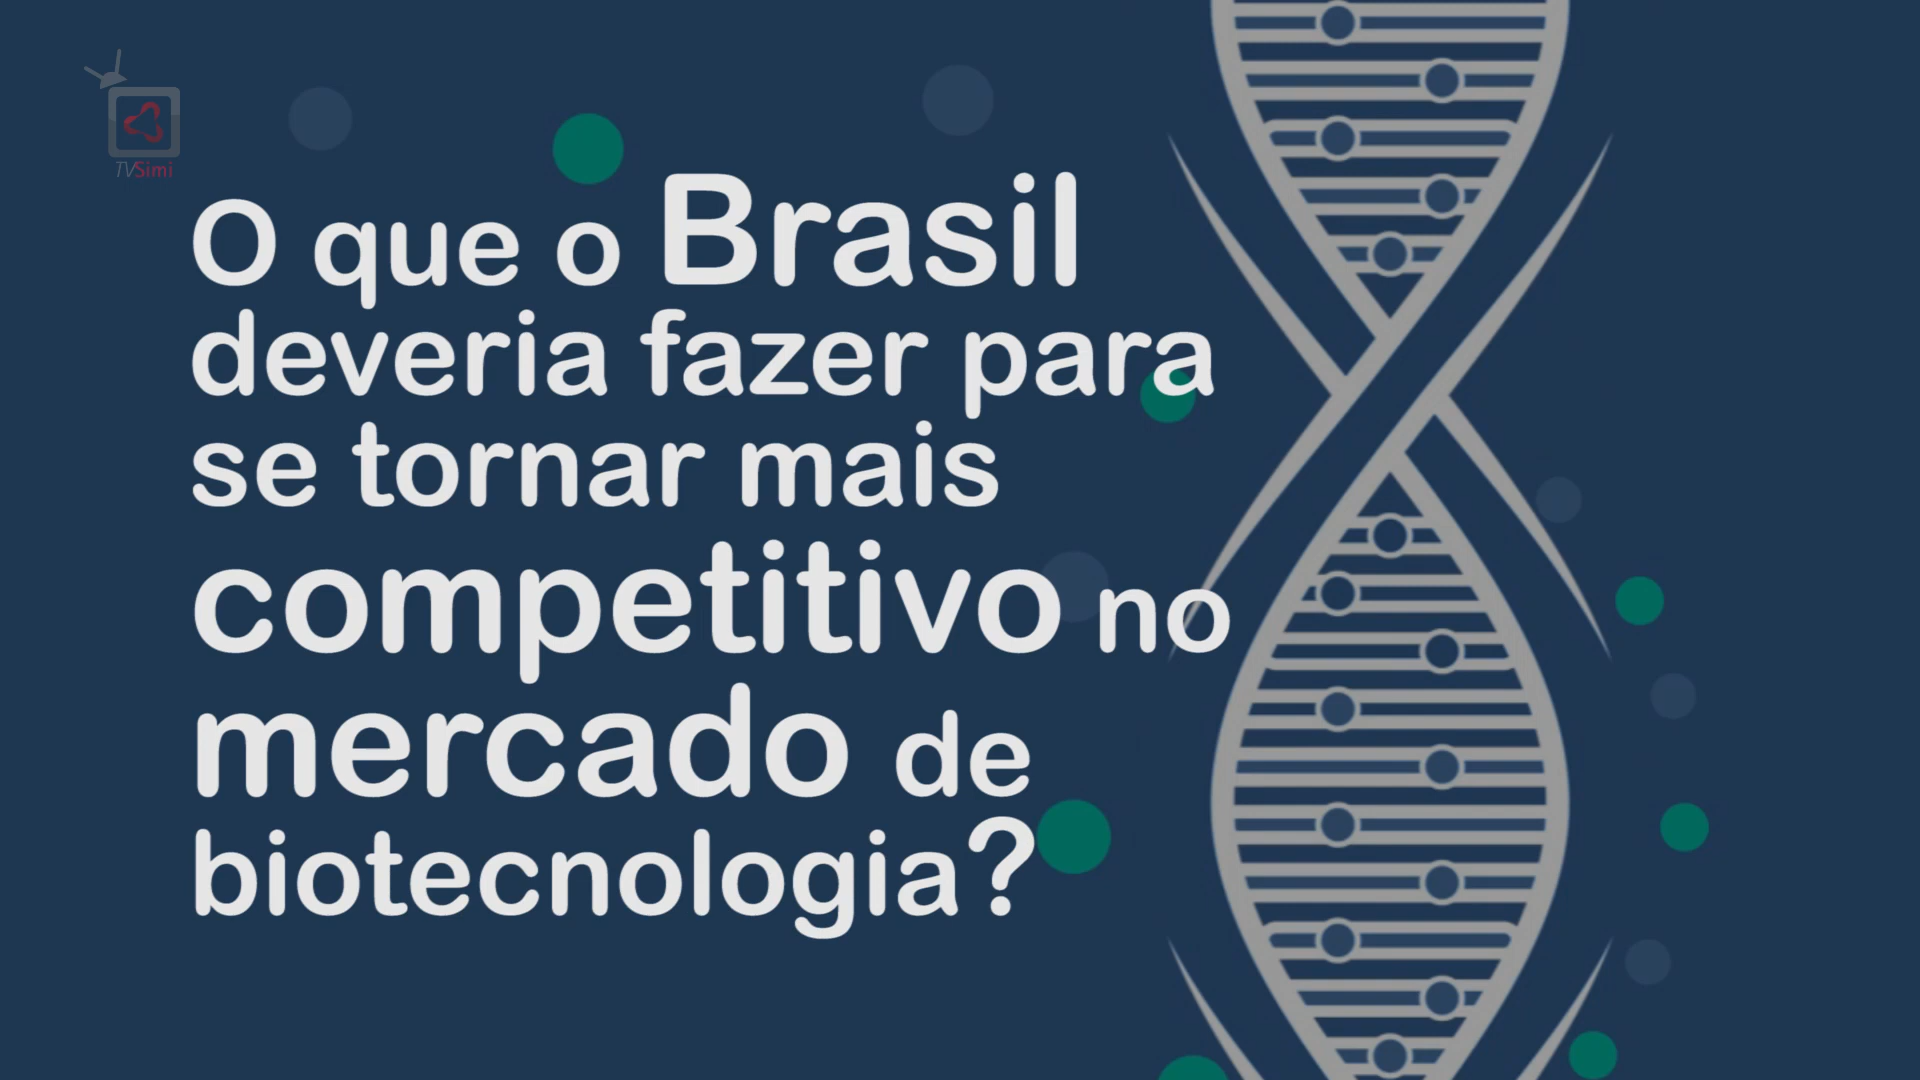 TVSimi
O que o Brasil
deveria fazer para
se tornar mais
competitivo no
mercado de
biotecnologia?